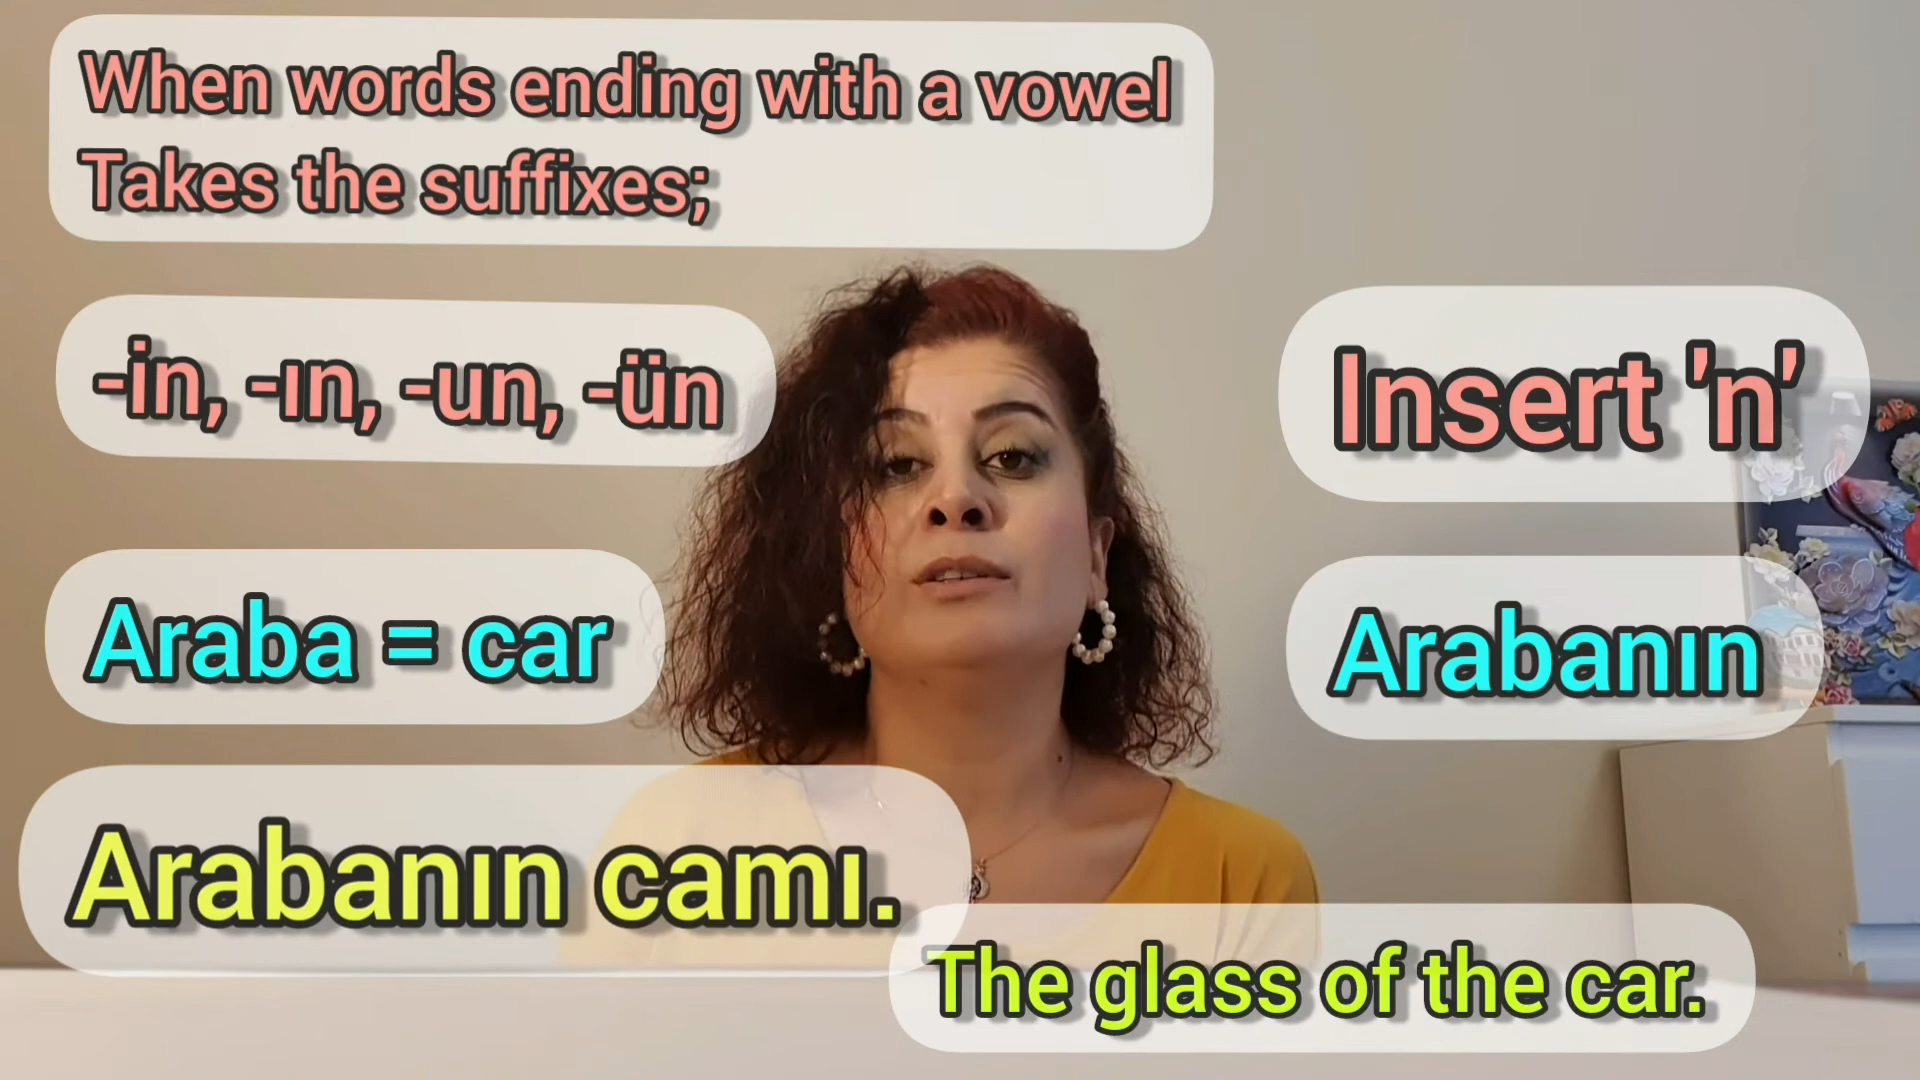 When words ending with a vowel
Takes the suffixes;
-in, -ın, -un, -ün
Insert 'n'
Araba = car
Arabanın
Arabanın camı.
The glass of the car.